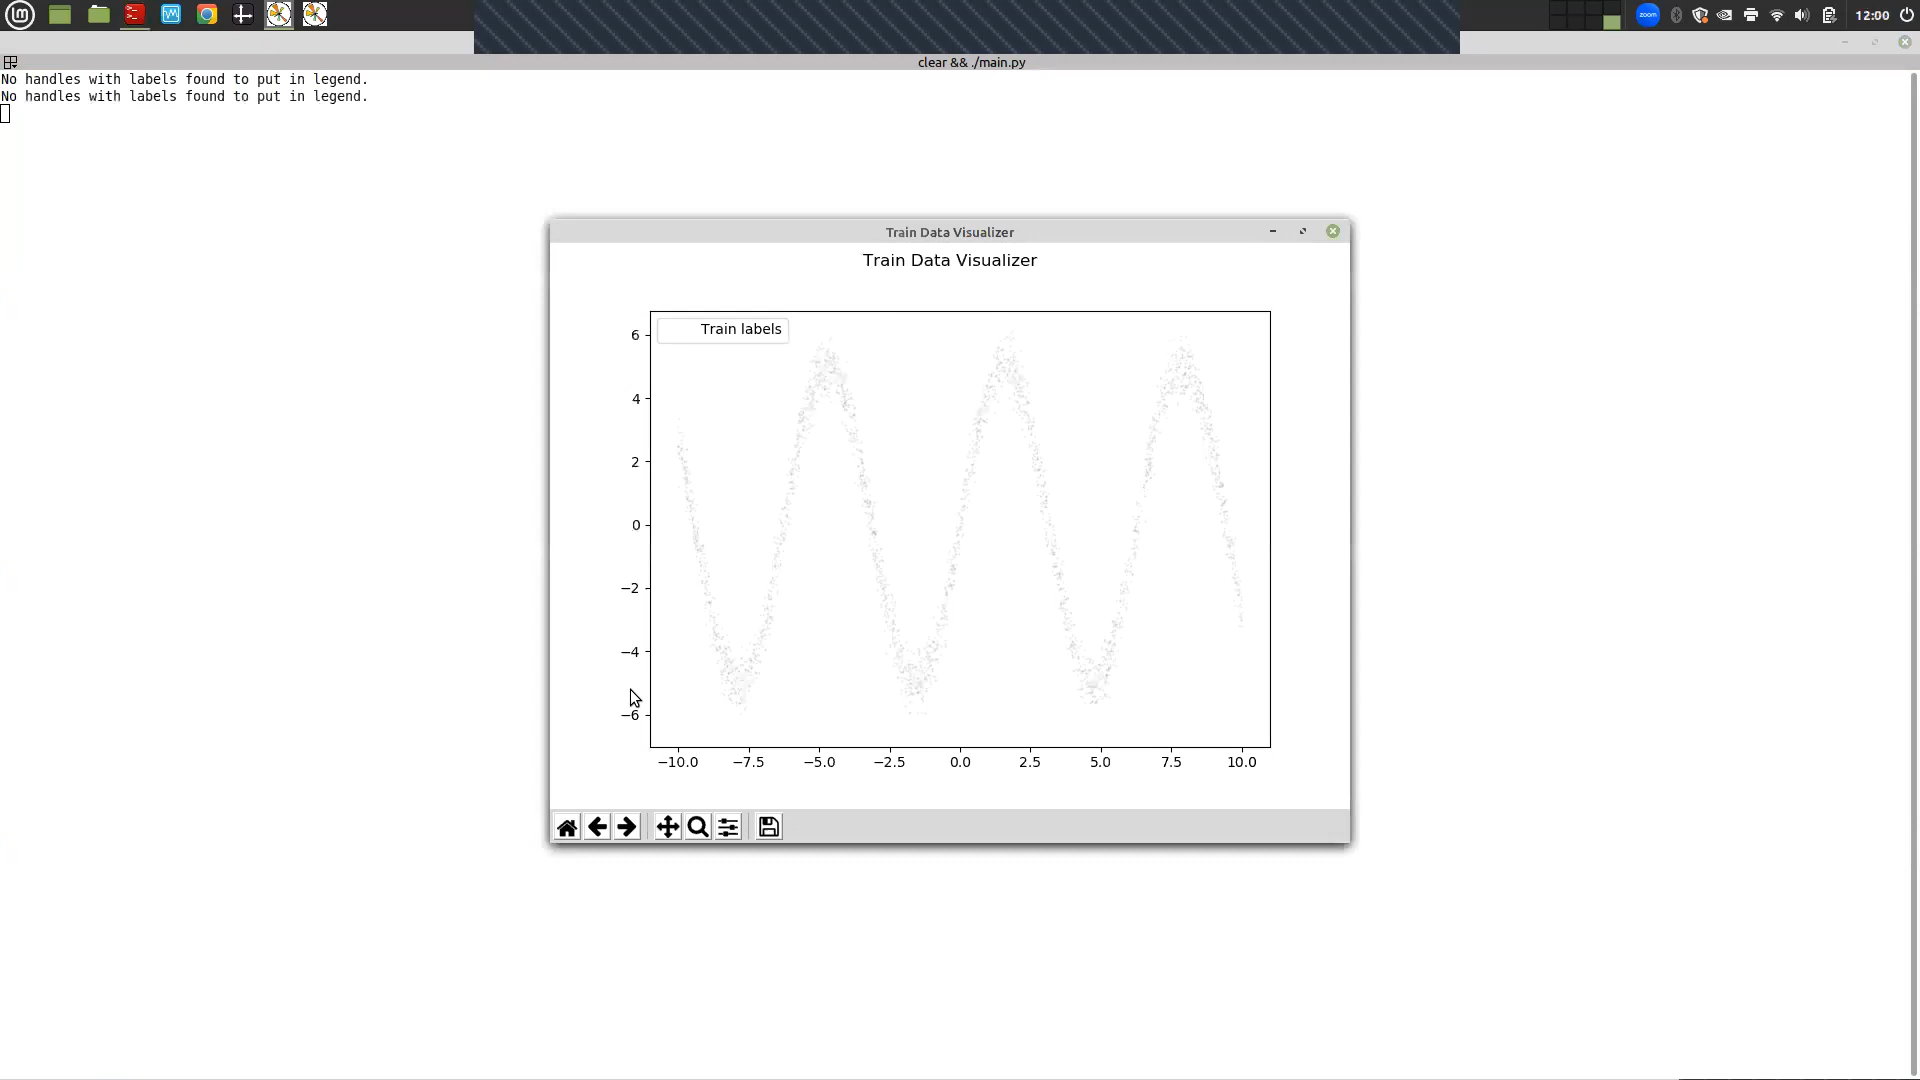 zoom
12:00
clear && ./main.py
No handles with labels found to put in legend.
No handles with labels found to put in legend.
Train Data Visualizer
Train Data Visualizer
Train labels
6
4
2
0
−2
−4
−6
−10.0 −7.5 −5.0 −2.5 0.0 2.5 5.0 7.5 10.0